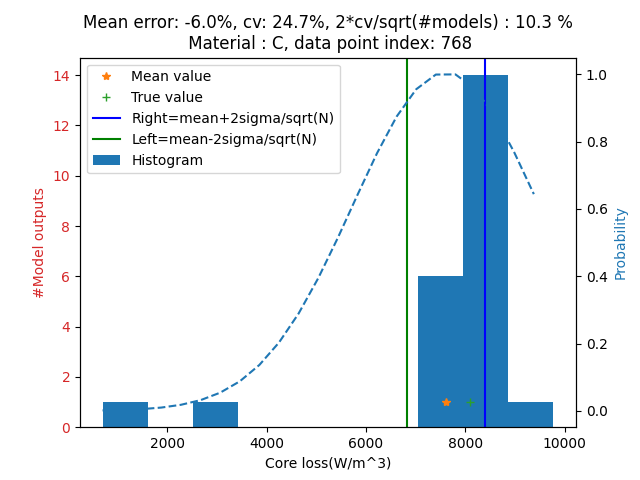 Mean error: -6.0%, cv: 24.7%, 2*cv/sqrt(#models) : 10.3 %
Material : C, data point index: 768
Mean value
True value
Right=mean+2sigma/sqrt(N)
Left=mean-2sigma/sqrt(N)
Histogram
14
12
10
8
6
4
2
0
#Model outputs
1.0
0.8
0.6
0.4
0.2
0.0
Probability
2000 4000 6000 8000 10000
Core loss(W/m^3)